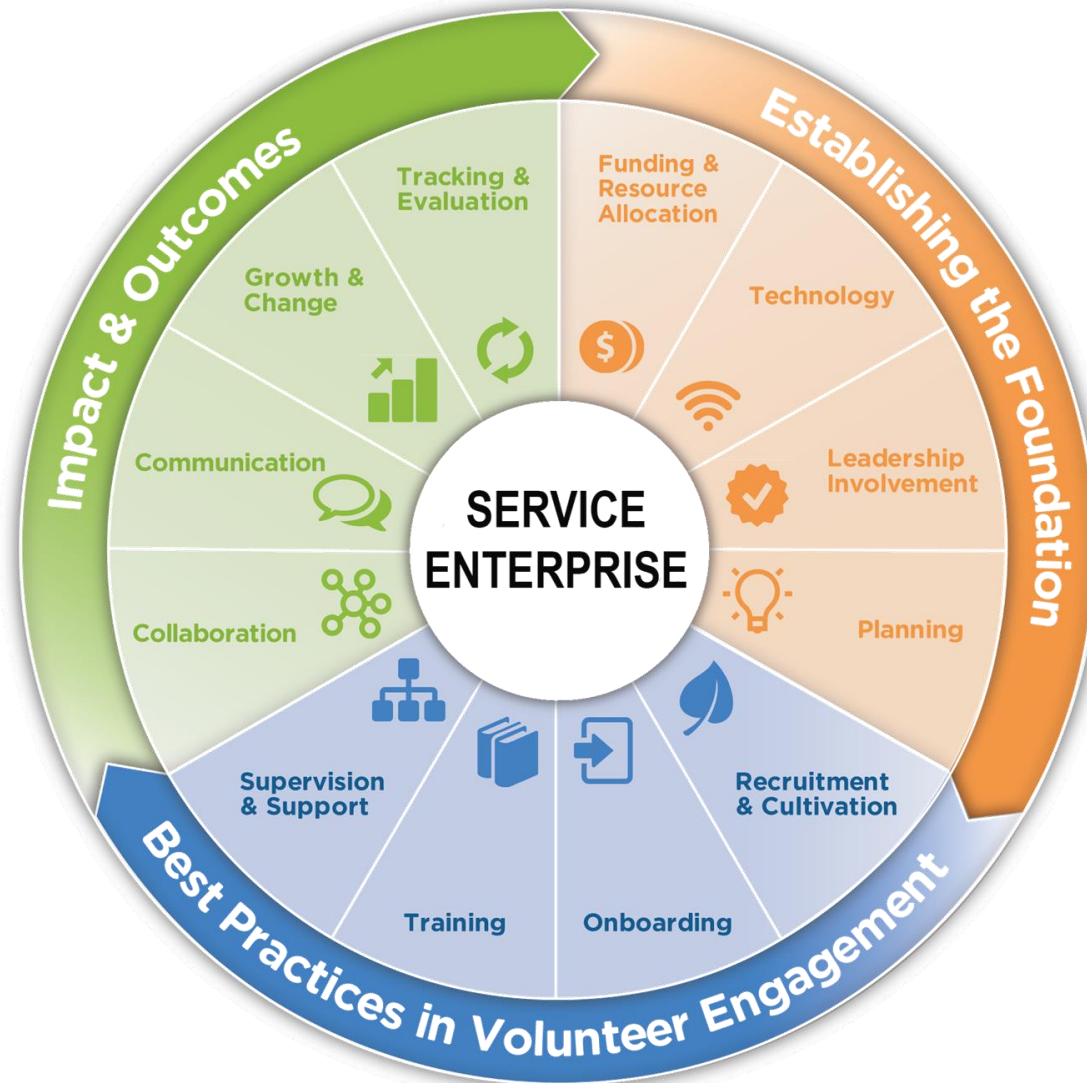 SERVICE
ENTERPRISE
Establishing the Foundation
Funding &
Resource
Allocation
Technology
Leadership
Involvement
Planning
Best Practices in Volunteer Engagement
Recruitment
& Cultivation
Onboarding
Training
Supervision
& Support
Impact & Outcomes
Collaboration
Communication
Growth &
Change
Tracking &
Evaluation
$